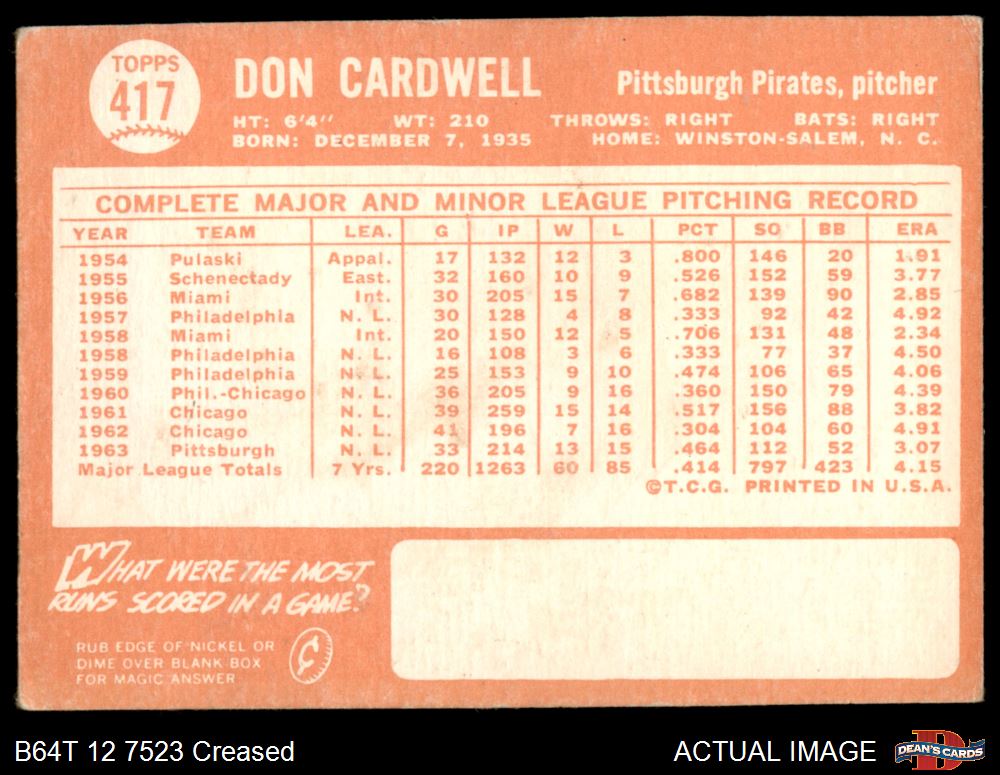 TOPPS
417
DON CARDWELL
Pittsburgh Pirates, pitcher
HT: 6'4'' WT: 210 THROWS: RIGHT BATS: RIGHT
BORN: DECEMBER 7, 1935 HOME: WINSTON-SALEM, N. C.
COMPLETE MAJOR AND MINOR LEAGUE PITCHING RECORD
YEAR TEAM LEA. G IP W L PCT SO BB ERA
1954 Pulaski Appal. 17 132 12 3 .800 146 20 1.91
1955 Schenectady East. 32 160 10 9 .526 152 59 3.77
1956 Miami Int. 30 205 15 7 .682 139 90 2.85
1957 Philadelphia N. L. 30 128 4 8 .333 92 42 4.92
1958 Miami Int. 20 150 12 5 .706 131 48 2.34
1958 Philadelphia N. L. 16 108 3 6 .333 77 37 4.50
1959 Philadelphia N. L. 25 153 9 10 .474 106 65 4.06
1960 Phil.-Chicago N. L. 36 205 9 16 .360 150 79 4.39
1961 Chicago N. L. 39 259 15 14 .517 156 88 3.82
1962 Chicago N. L. 41 196 7 16 .304 104 60 4.91
1963 Pittsburgh N. L. 33 214 13 15 .464 112 52 3.07
Major League Totals 7 Yrs. 220 1263 60 85 .414 797 423 4.15
©T.C.G. PRINTED IN U.S.A.
WHAT WERE THE MOST
RUNS SCORED IN A GAME?
RUB EDGE OF NICKEL OR
DIME OVER BLANK BOX
FOR MAGIC ANSWER
¢
B64T 12 7523 Creased
ACTUAL IMAGE
DEAN'S CARDS